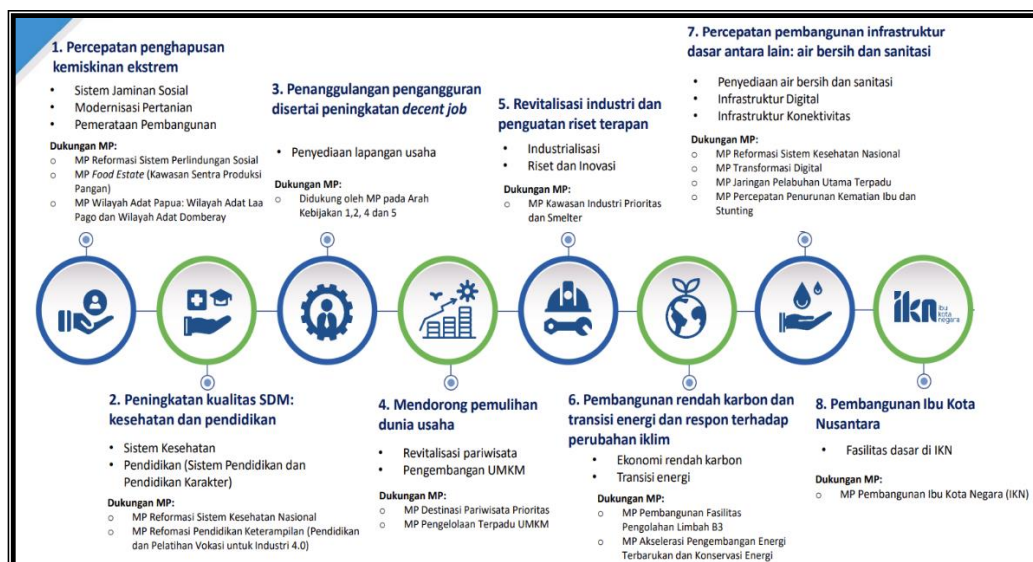 1. Percepatan penghapusan
kemiskinan ekstrem
• Sistem Jaminan Sosial
• Modernisasi Pertanian
• Pemerataan Pembangunan
Dukungan MP:
○ MP Reformasi Sistem Perlindungan Sosial
○ MP Food Estate (Kawasan Sentra Produksi
Pangan)
○ MP Wilayah Adat Papua: Wilayah Adat Laa
Pago dan Wilayah Adat Domberay
2. Peningkatan kualitas SDM:
kesehatan dan pendidikan
• Sistem Kesehatan
• Pendidikan (Sistem Pendidikan dan
Pendidikan Karakter)
Dukungan MP:
○ MP Reformasi Sistem Kesehatan Nasional
○ MP Refomasi Pendidikan Keterampilan (Pendidikan
dan Pelatihan Vokasi untuk Industri 4.0)
3. Penanggulangan pengangguran
disertai peningkatan decent job
• Penyediaan lapangan usaha
Dukungan MP:
○ Didukung oleh MP pada Arah
Kebijakan 1,2, 4 dan 5
4. Mendorong pemulihan
dunia usaha
• Revitalisasi pariwisata
• Pengembangan UMKM
Dukungan MP:
○ MP Destinasi Pariwisata Prioritas
○ MP Pengelolaan Terpadu UMKM
5. Revitalisasi industri dan
penguatan riset terapan
• Industrialisasi
• Riset dan Inovasi
Dukungan MP:
○ MP Kawasan Industri Prioritas
dan Smelter
6. Pembangunan rendah karbon dan
transisi energi dan respon terhadap
perubahan iklim
• Ekonomi rendah karbon
• Transisi energi
Dukungan MP:
○ MP Pembangunan Fasilitas
Pengolahan Limbah B3
○ MP Akselerasi Pengembangan Energi
Terbarukan dan Konservasi Energi
7. Percepatan pembangunan infrastruktur
dasar antara lain: air bersih dan sanitasi
• Penyediaan air bersih dan sanitasi
• Infrastruktur Digital
• Infrastruktur Konektivitas
Dukungan MP:
○ MP Reformasi Sistem Kesehatan Nasional
○ MP Transformasi Digital
○ MP Jaringan Pelabuhan Utama Terpadu
○ MP Percepatan Penurunan Kematian Ibu dan
Stunting
ikn ibu
kota
negara
8. Pembangunan Ibu Kota
Nusantara
• Fasilitas dasar di IKN
Dukungan MP:
○ MP Pembangunan Ibu Kota Negara (IKN)